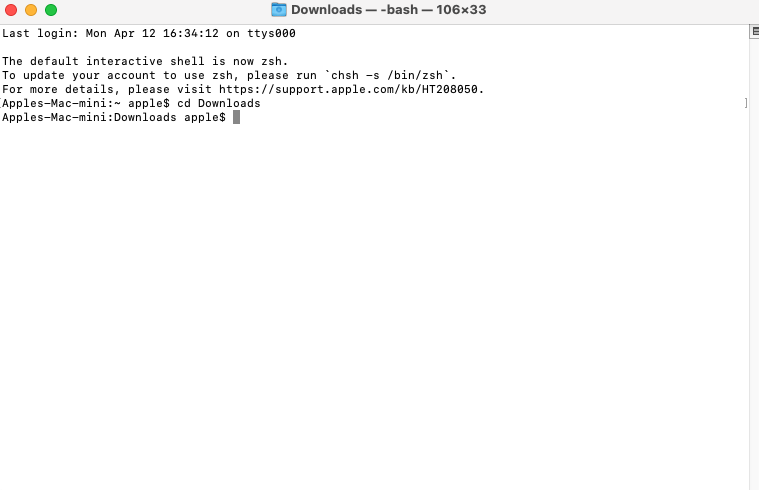 Downloads — -bash — 106×33
Last login: Mon Apr 12 16:34:12 on ttys000
The default interactive shell is now zsh.
To update your account to use zsh, please run `chsh -s /bin/zsh`.
For more details, please visit https://support.apple.com/kb/HT208050.
[Apples-Mac-mini:~ apple$ cd Downloads ]
Apples-Mac-mini:Downloads apple$